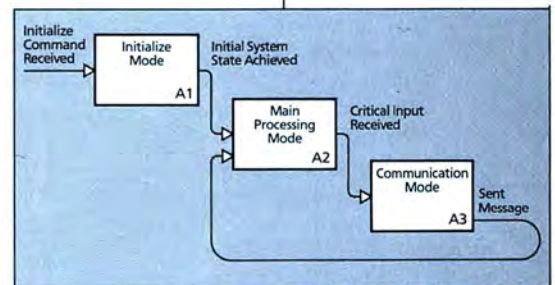 Initialize
Command
Received
Initialize
Mode
A1
Initial System
State Achieved
Main
Processing
Mode
A2
Critical Input
Received
Communication
Mode
A3
Sent
Message